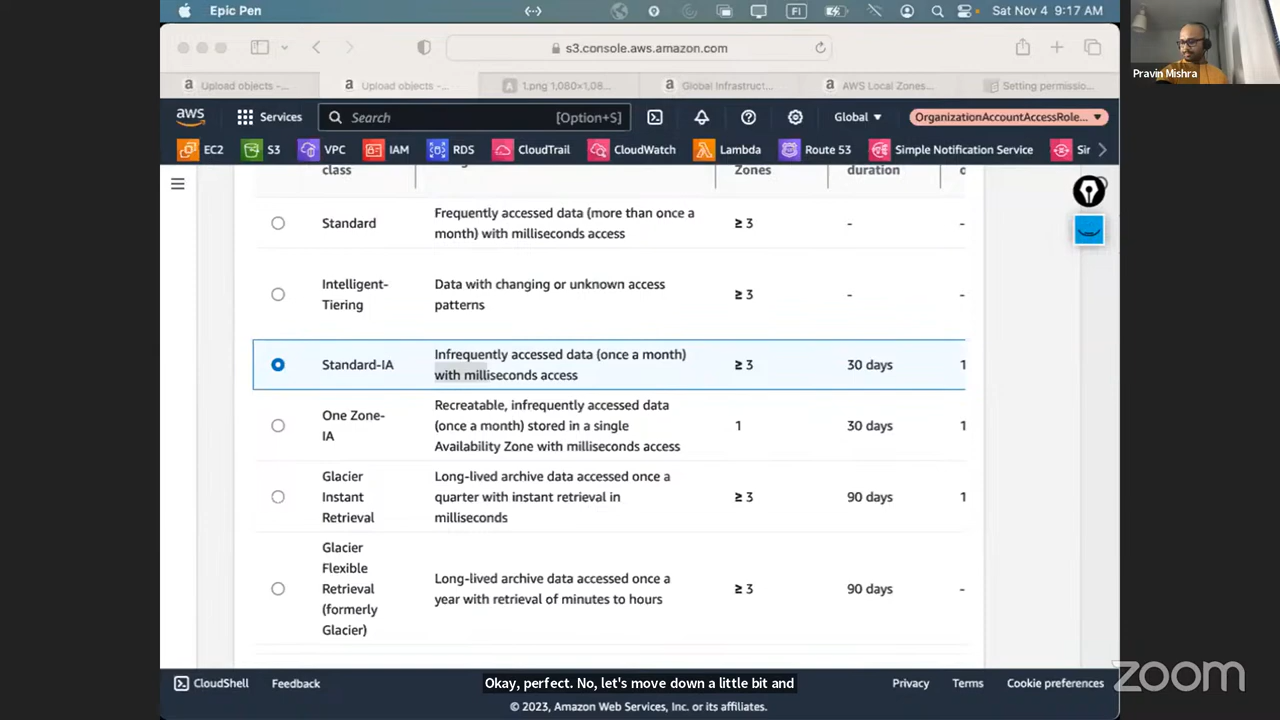 Epic Pen
FI
Sat Nov 4 9:17 AM
Pravin Mishra
s3.console.aws.amazon.com
Upload objects -...
Upload objects -...
1.png 1,080×1,08...
Global Infrastruct...
AWS Local Zones...
Setting permissio...
aws
Services
Search
[Option+S]
Global
OrganizationAccountAccessRole...
EC2
S3
VPC
IAM
RDS
CloudTrail
CloudWatch
Lambda
Route 53
Simple Notification Service
Sir
class
Zones
duration
Standard
Frequently accessed data (more than once a
month) with milliseconds access
≥ 3
-
-
Intelligent-
Tiering
Data with changing or unknown access
patterns
≥ 3
-
-
Standard-IA
Infrequently accessed data (once a month)
with milliseconds access
≥ 3
30 days
1
One Zone-
IA
Recreatable, infrequently accessed data
(once a month) stored in a single
Availability Zone with milliseconds access
1
30 days
1
Glacier
Instant
Retrieval
Long-lived archive data accessed once a
quarter with instant retrieval in
milliseconds
≥ 3
90 days
1
Glacier
Flexible
Retrieval
(formerly
Glacier)
Long-lived archive data accessed once a
year with retrieval of minutes to hours
≥ 3
90 days
-
CloudShell
Feedback
Okay, perfect. No, let's move down a little bit and
Privacy
Terms
Cookie preferences
© 2023, Amazon Web Services, Inc. or its affiliates.
zoom